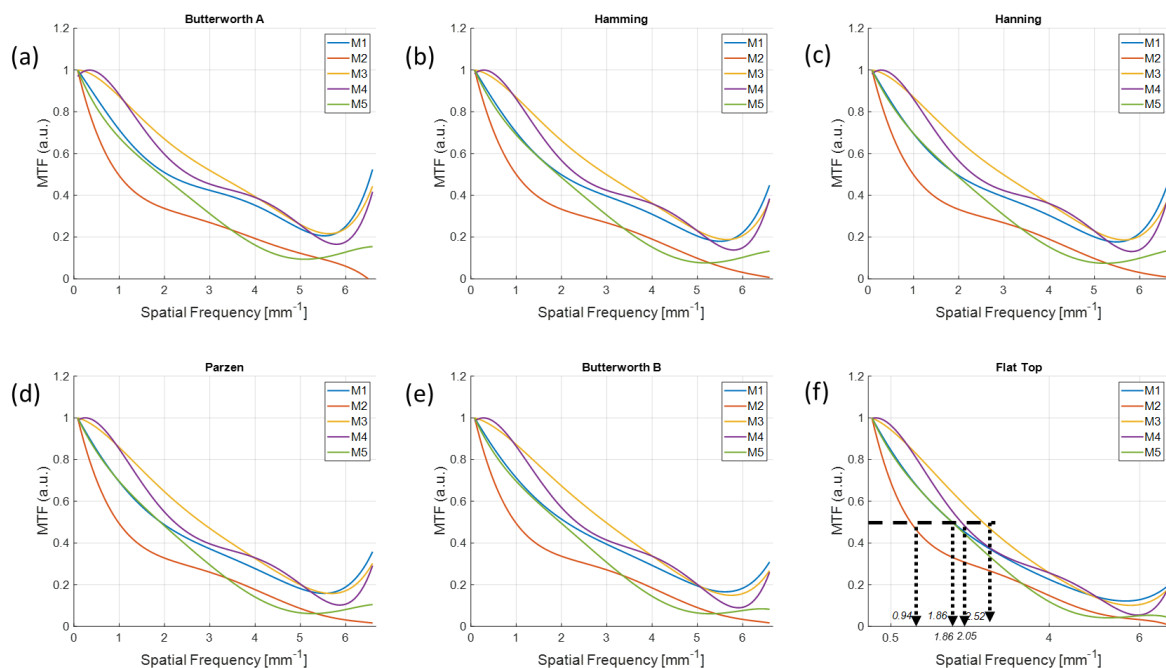 Butterworth A
(a)
1.2
1
0.8
0.6
0.4
0.2
0
MTF (a.u.)
M1
M2
M3
M4
M5
0 1 2 3 4 5 6
Spatial Frequency [mm-1]
Hamming
(b)
1.2
1
0.8
0.6
0.4
0.2
0
MTF (a.u.)
M1
M2
M3
M4
M5
0 1 2 3 4 5 6
Spatial Frequency [mm-1]
Hanning
(c)
1.2
1
0.8
0.6
0.4
0.2
0
MTF (a.u.)
M1
M2
M3
M4
M5
0 1 2 3 4 5 6
Spatial Frequency [mm-1]
Parzen
(d)
1.2
1
0.8
0.6
0.4
0.2
0
MTF (a.u.)
M1
M2
M3
M4
M5
0 1 2 3 4 5 6
Spatial Frequency [mm-1]
Butterworth B
(e)
1.2
1
0.8
0.6
0.4
0.2
0
MTF (a.u.)
M1
M2
M3
M4
M5
0 1 2 3 4 5 6
Spatial Frequency [mm-1]
Flat Top
(f)
1.2
1
0.8
0.6
0.4
0.2
0
MTF (a.u.)
M1
M2
M3
M4
M5
0.94 1.86 2.52
0.5 1.86 2.05 4 6
Spatial Frequency [mm-1]